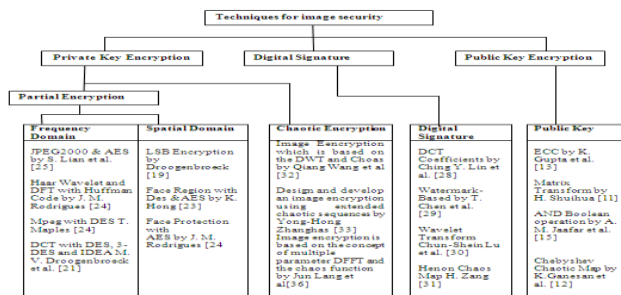 Techniques for image security
Private Key Encryption
Digital Signature
Public Key Encryption
Partial Encryption
Frequency
Domain
JPEG2000 & AES
by S. Lian et al.
[25]
Haar Wavelet and
DFT with Huffman
Code by J. M.
Rodrigues [24]
Mpeg with DES T.
Maples [24]
DCT with DES, 3-
DES and IDEA M.
V. Droogenbroeck
et al. [21]
Spatial Domain
LSB Encryption
by
Droogenbroeck
[19]
Face Region with
Des &AES by K.
Hong [23]
Face Protection
with
AES by J. M.
Rodrigues [24
Chaotic Encryption
Image Eencryption
which is based on
the DWT and Choas
by Qiang Wang et al
[32]
Design and develop
an image encryption
using extended
chaotic sequences by
Yong-Hong
Zhanghas [33]
Image encryption is
based on the concept
of multiple
parameter DFFT and
the chaos function by
Jun Lang et
al[36]
Digital
Signature
DCT
Coefficients by
Ching Y. Lin et
al. [28]
Watermark-
Based by T.
Chen et al.
[29]
Wavelet
Transform
Chun-Shein Lu
et al. [30]
Henon Chaos
Map H. Zang
[31]
Public Key
ECC by K.
Gupta et al.
[13]
Matrix
Transform by
H. Shuihua [11]
AND Boolean
operation by A.
M. Jaafar et al.
[15]
Chebyshev
Chaotic Map by
K.Ganesan et
al. [12]